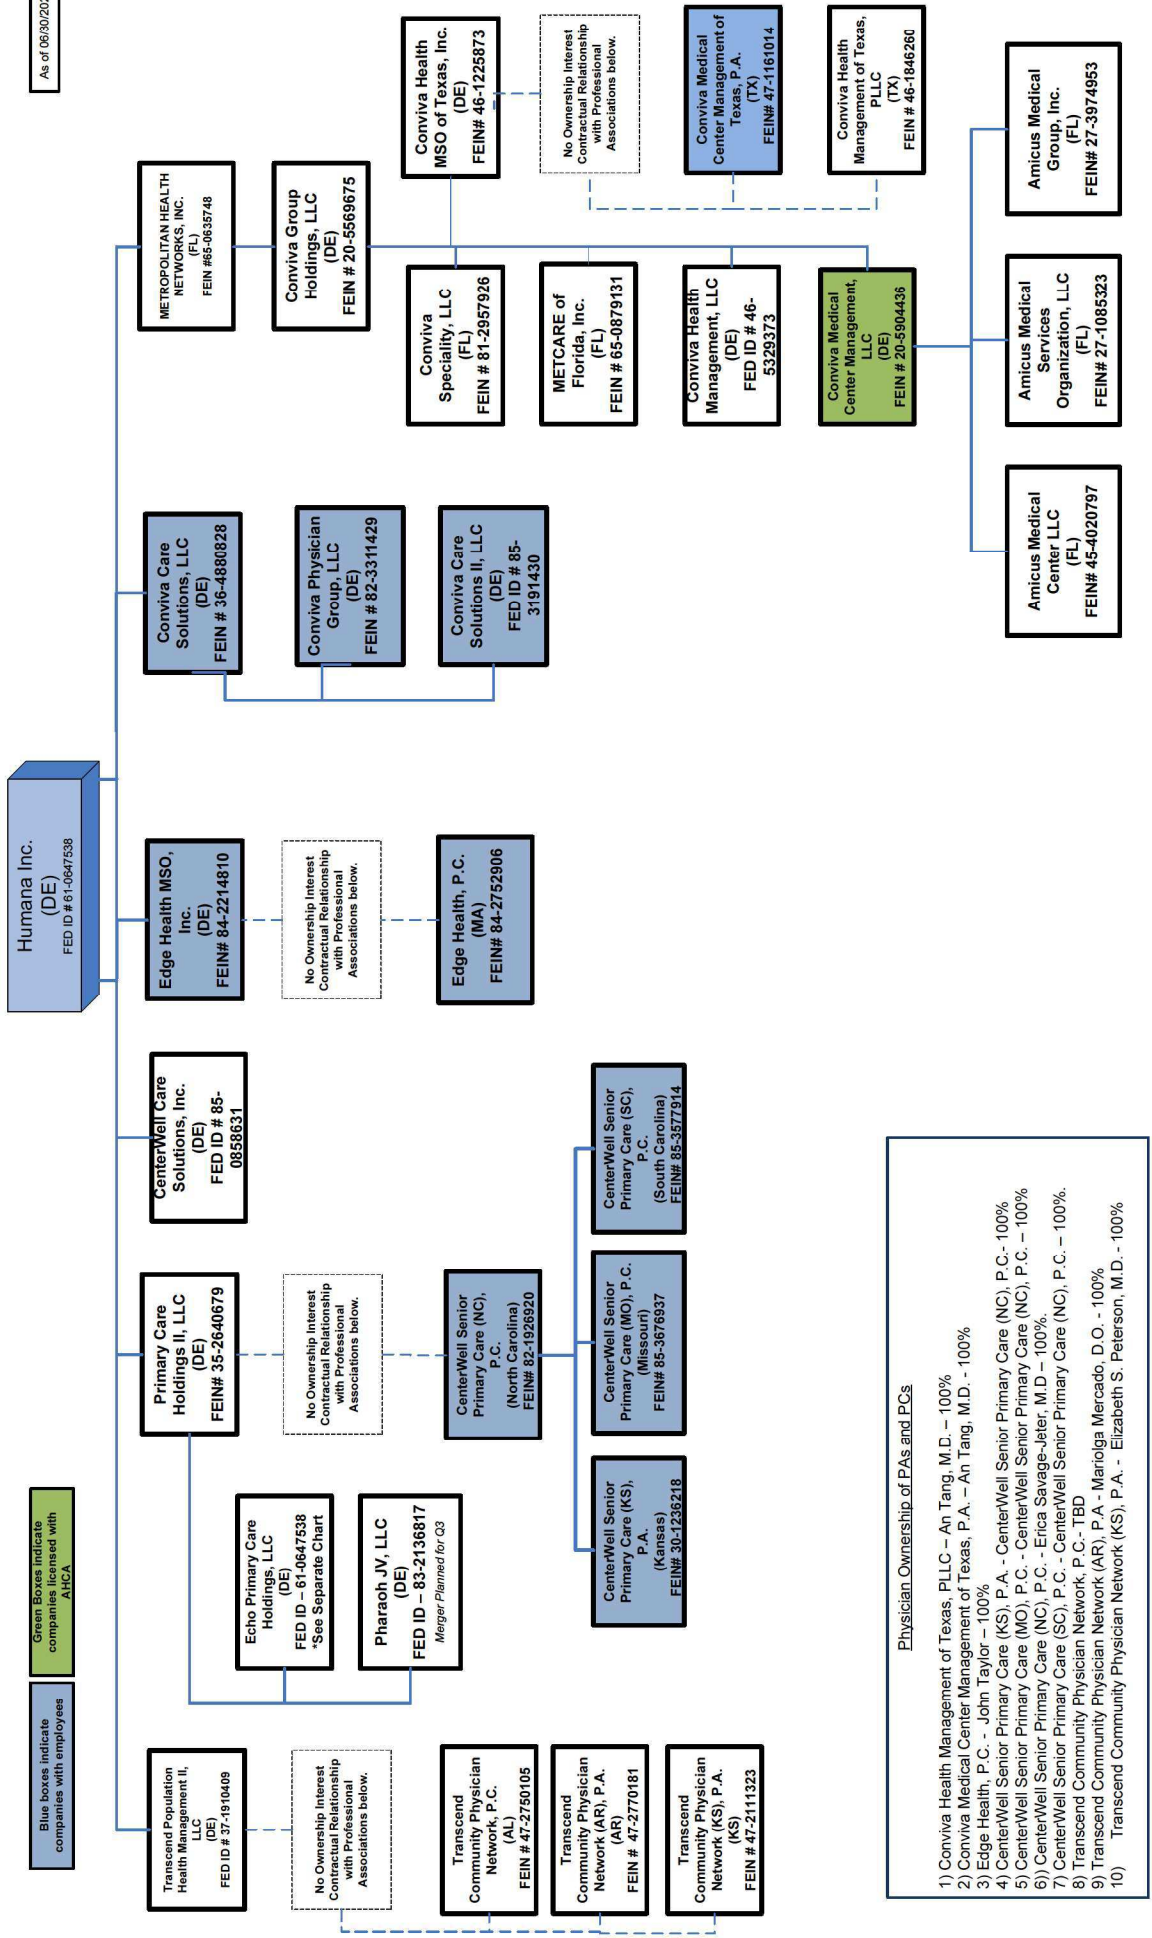 Blue boxes indicate
companies with employees
Green Boxes indicate
companies licensed with
AHCA
Humana Inc.
(DE)
FED ID # 61-0647538
As of 06/30/202
Transcend Population
Health Management II,
LLC
(DE)
FED ID # 37-1910409
No Ownership Interest
Contractual Relationship
with Professional
Associations below.
Transcend
Community Physician
Network, P.C.
(AL)
FEIN # 47-2750105
Transcend
Community Physician
Network (AR), P.A.
(AR)
FEIN # 47-2770181
Transcend
Community Physician
Network (KS), P.A.
(KS)
FEIN # 47-2111323
Primary Care
Holdings II, LLC
(DE)
FEIN# 35-2640679
Echo Primary Care
Holdings, LLC
(DE)
FED ID – 61-0647538
*See Separate Chart
Pharaoh JV, LLC
(DE)
FED ID – 83-2136817
Merger Planned for Q3
No Ownership Interest
Contractual Relationship
with Professional
Associations below.
CenterWell Senior
Primary Care (NC),
P.C.
(North Carolina)
FEIN# 82-1926920
CenterWell Senior
Primary Care (KS),
P.A.
(Kansas)
FEIN# 30-1236218
CenterWell Senior
Primary Care (MO), P.C.
(Missouri)
FEIN# 85-3676937
CenterWell Senior
Primary Care (SC),
P.C.
(South Carolina)
FEIN# 85-3577914
CenterWell Care
Solutions, Inc.
(DE)
FED ID # 85-
0858631
Edge Health MSO,
Inc.
(DE)
FEIN# 84-2214810
No Ownership Interest
Contractual Relationship
with Professional
Associations below.
Edge Health, P.C.
(MA)
FEIN# 84-2752906
Conviva Care
Solutions, LLC
(DE)
FEIN # 36-4880828
Conviva Physician
Group, LLC
(DE)
FEIN # 82-3311429
Conviva Care
Solutions II, LLC
(DE)
FED ID # 85-
3191430
METROPOLITAN HEALTH
NETWORKS, INC.
(FL)
FEIN #65-0635748
Conviva Group
Holdings, LLC
(DE)
FEIN # 20-5569675
Conviva
Speciality, LLC
(FL)
FEIN # 81-2957926
METCARE of
Florida, Inc.
(FL)
FEIN # 65-0879131
Conviva Health
Management, LLC
(DE)
FED ID # 46-
5329373
Conviva Medical
Center Management,
LLC
(DE)
FEIN # 20-5904436
Conviva Health
MSO of Texas, Inc.
(DE)
FEIN# 46-1225873
No Ownership Interest
Contractual Relationship
with Professional
Associations below.
Conviva Medical
Center Management of
Texas, P.A.
(TX)
FEIN# 47-1161014
Conviva Health
Management of Texas,
PLLC
(TX)
FEIN # 46-1846260
Amicus Medical
Center LLC
(FL)
FEIN# 45-4020797
Amicus Medical
Services
Organization, LLC
(FL)
FEIN# 27-1085323
Amicus Medical
Group, Inc.
(FL)
FEIN# 27-3974953
Physician Ownership of PAs and PCs
1) Conviva Health Management of Texas, PLLC – An Tang, M.D. – 100%
2) Conviva Medical Center Management of Texas, P.A. – An Tang, M.D. - 100%
3) Edge Health, P.C. - John Taylor – 100%
4) CenterWell Senior Primary Care (KS), P.A. - CenterWell Senior Primary Care (NC), P.C.- 100%
5) CenterWell Senior Primary Care (MO), P.C. - CenterWell Senior Primary Care (NC), P.C. – 100%
6)) CenterWell Senior Primary Care (NC), P.C. - Erica Savage-Jeter, M.D – 100%.
7) CenterWell Senior Primary Care (SC), P.C. - CenterWell Senior Primary Care (NC), P.C. – 100%.
8) Transcend Community Physician Network, P.C.- TBD
9) Transcend Community Physician Network (AR), P.A - Mariolga Mercado, D.O. - 100%
10) Transcend Community Physician Network (KS), P.A. - Elizabeth S. Peterson, M.D. - 100%